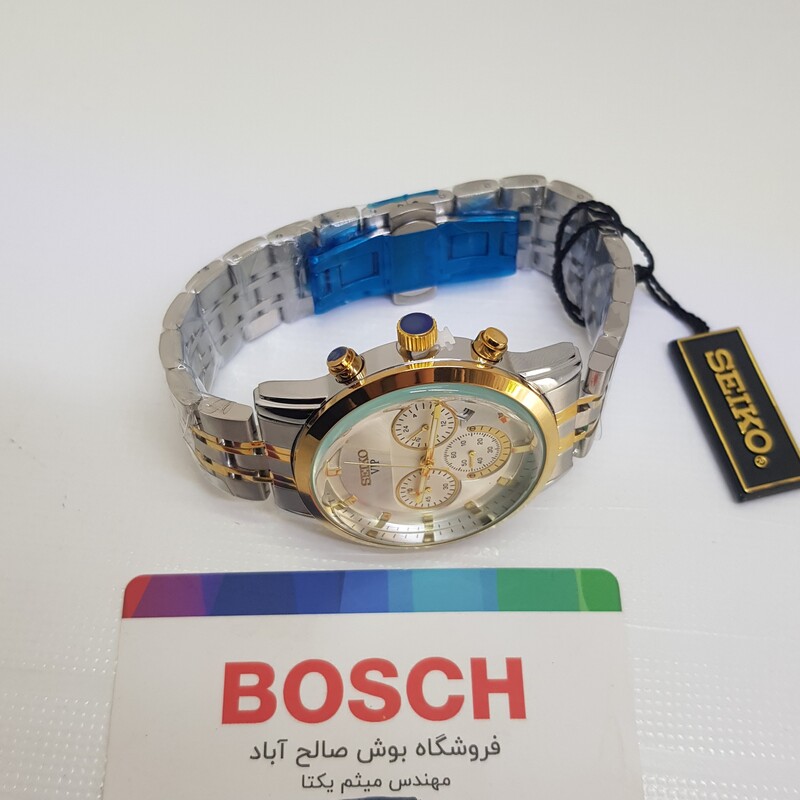 SEIKO
VIP
SEIKO®
BOSCH
فروشگاه بوش صالح آباد
مهندس میثم یکتا